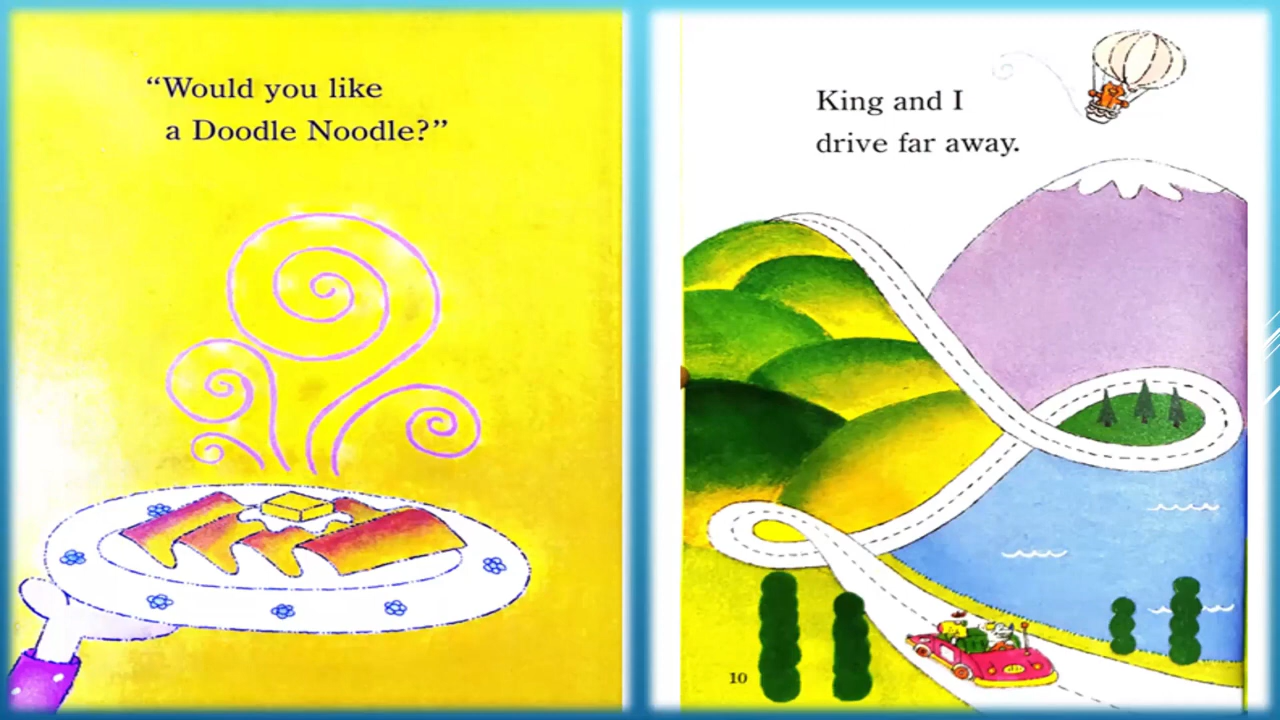 “Would you like
a Doodle Noodle?”
King and I
drive far away.
10